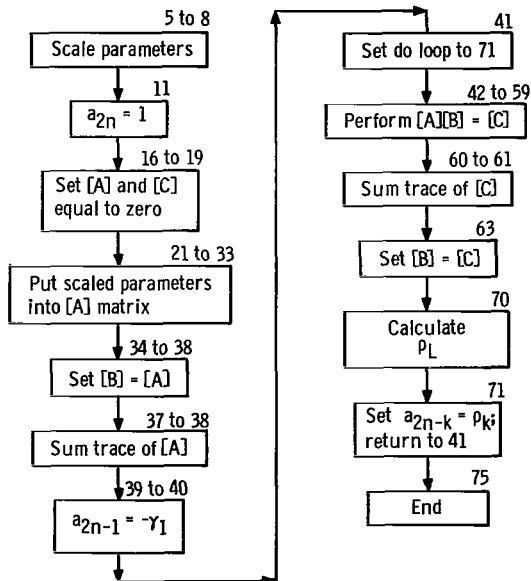 5 to 8
Scale parameters
11
a2n = 1
16 to 19
Set [A] and [C]
equal to zero
21 to 33
Put scaled parameters
into [A] matrix
34 to 38
Set [B] = [A]
37 to 38
Sum trace of [A]
39 to 40
a2n-1 = -γ1
41
Set do loop to 71
42 to 59
Perform [A][B] = [C]
60 to 61
Sum trace of [C]
63
Set [B] = [C]
70
Calculate
ρL
71
Set a2n-k = ρk;
return to 41
75
End